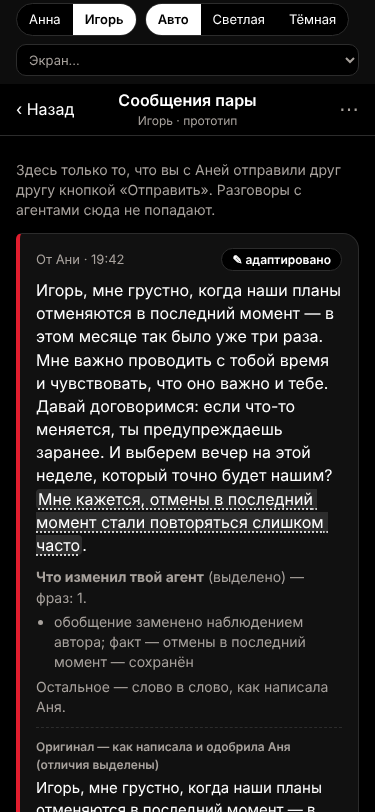 Анна Игорь Авто Светлая Тёмная
Экран...
‹ Назад Сообщения пары ···
Игорь · прототип
Здесь только то, что вы с Аней отправили друг
другу кнопкой «Отправить». Разговоры с
агентами сюда не попадают.
От Ани · 19:42 ✎ адаптировано
Игорь, мне грустно, когда наши планы
отменяются в последний момент — в
этом месяце так было уже три раза.
Мне важно проводить с тобой время
и чувствовать, что оно важно и тебе.
Давай договоримся: если что-то
меняется, ты предупреждаешь
заранее. И выберем вечер на этой
неделе, который точно будет нашим?
Мне кажется, отмены в последний
момент стали повторяться слишком
часто.
Что изменил твой агент (выделено) —
фраз: 1.
• обобщение заменено наблюдением
автора; факт — отмены в последний
момент — сохранён
Остальное — слово в слово, как написала
Аня.
Оригинал — как написала и одобрила Аня
(отличия выделены)
Игорь, мне грустно, когда наши планы
отменяются в последний момент — в